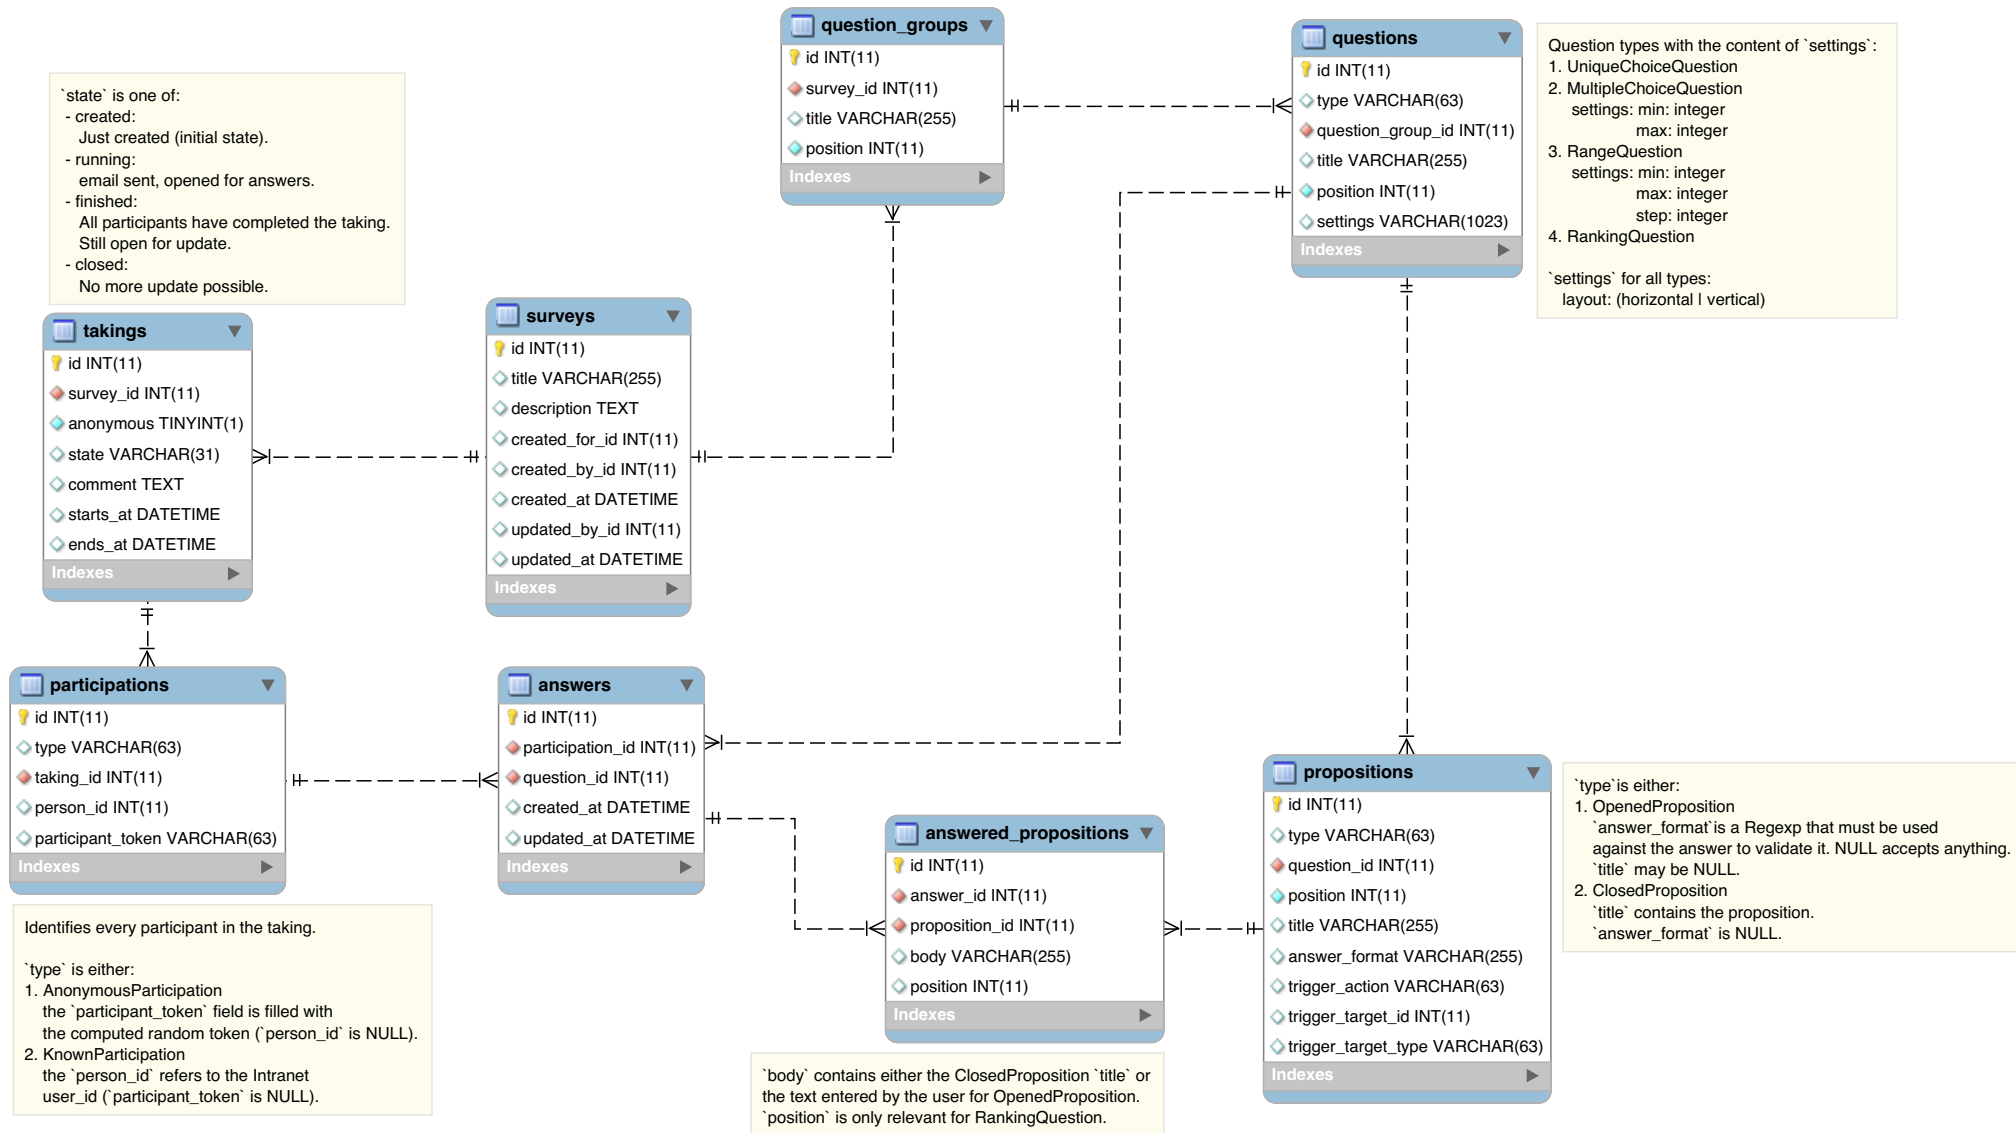 question_groups
id INT(11)
survey_id INT(11)
title VARCHAR(255)
position INT(11)
Indexes
questions
id INT(11)
type VARCHAR(63)
question_group_id INT(11)
title VARCHAR(255)
position INT(11)
settings VARCHAR(1023)
Indexes
Question types with the content of `settings`:
1. UniqueChoiceQuestion
2. MultipleChoiceQuestion
settings: min: integer
max: integer
3. RangeQuestion
settings: min: integer
max: integer
step: integer
4. RankingQuestion
`settings` for all types:
layout: (horizontal | vertical)
`state` is one of:
- created:
Just created (initial state).
- running:
email sent, opened for answers.
- finished:
All participants have completed the taking.
Still open for update.
- closed:
No more update possible.
takings
id INT(11)
survey_id INT(11)
anonymous TINYINT(1)
state VARCHAR(31)
comment TEXT
starts_at DATETIME
ends_at DATETIME
Indexes
surveys
id INT(11)
title VARCHAR(255)
description TEXT
created_for_id INT(11)
created_by_id INT(11)
created_at DATETIME
updated_by_id INT(11)
updated_at DATETIME
Indexes
participations
id INT(11)
type VARCHAR(63)
taking_id INT(11)
person_id INT(11)
participant_token VARCHAR(63)
Indexes
answers
id INT(11)
participation_id INT(11)
question_id INT(11)
created_at DATETIME
updated_at DATETIME
Indexes
answered_propositions
id INT(11)
answer_id INT(11)
proposition_id INT(11)
body VARCHAR(255)
position INT(11)
Indexes
propositions
id INT(11)
type VARCHAR(63)
question_id INT(11)
position INT(11)
title VARCHAR(255)
answer_format VARCHAR(255)
trigger_action VARCHAR(63)
trigger_target_id INT(11)
trigger_target_type VARCHAR(63)
Indexes
`type`is either:
1. OpenedProposition
`answer_format`is a Regexp that must be used
against the answer to validate it. NULL accepts anything.
`title` may be NULL.
2. ClosedProposition
`title` contains the proposition.
`answer_format` is NULL.
Identifies every participant in the taking.
`type` is either:
1. AnonymousParticipation
the `participant_token` field is filled with
the computed random token (`person_id` is NULL).
2. KnownParticipation
the `person_id` refers to the Intranet
user_id (`participant_token` is NULL).
`body` contains either the ClosedProposition `title` or
the text entered by the user for OpenedProposition.
`position` is only relevant for RankingQuestion.